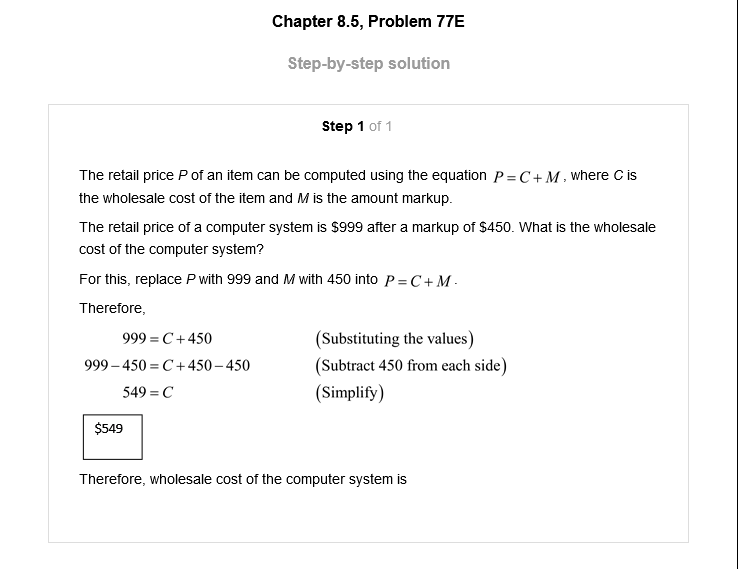 Chapter 8.5, Problem 77E
Step-by-step solution
Step 1 of 1
The retail price P of an item can be computed using the equation P = C + M, where C is
the wholesale cost of the item and M is the amount markup.
The retail price of a computer system is $999 after a markup of $450. What is the wholesale
cost of the computer system?
For this, replace P with 999 and M with 450 into P = C + M.
Therefore,
999 = C + 450 (Substituting the values)
999 – 450 = C + 450 – 450 (Subtract 450 from each side)
549 = C (Simplify)
$549
Therefore, wholesale cost of the computer system is